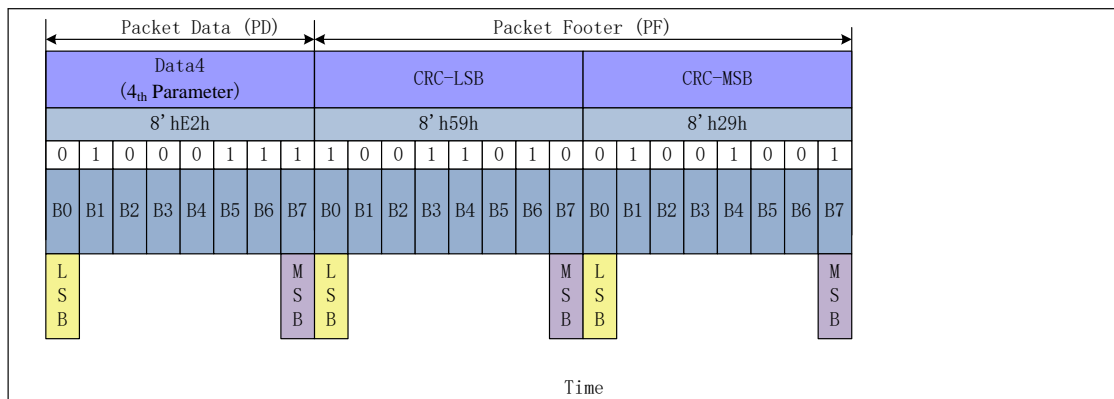 Packet Data (PD) Packet Footer (PF)
Data4 CRC-LSB CRC-MSB
(4th Parameter)
8' hE2h 8' h59h 8' h29h
0 1 0 0 0 1 1 1 1 0 0 1 1 0 1 0 0 1 0 0 1 0 0 1
B0 B1 B2 B3 B4 B5 B6 B7 B0 B1 B2 B3 B4 B5 B6 B7 B0 B1 B2 B3 B4 B5 B6 B7
L M L M L M
S S S S S S
B B B B B B
Time